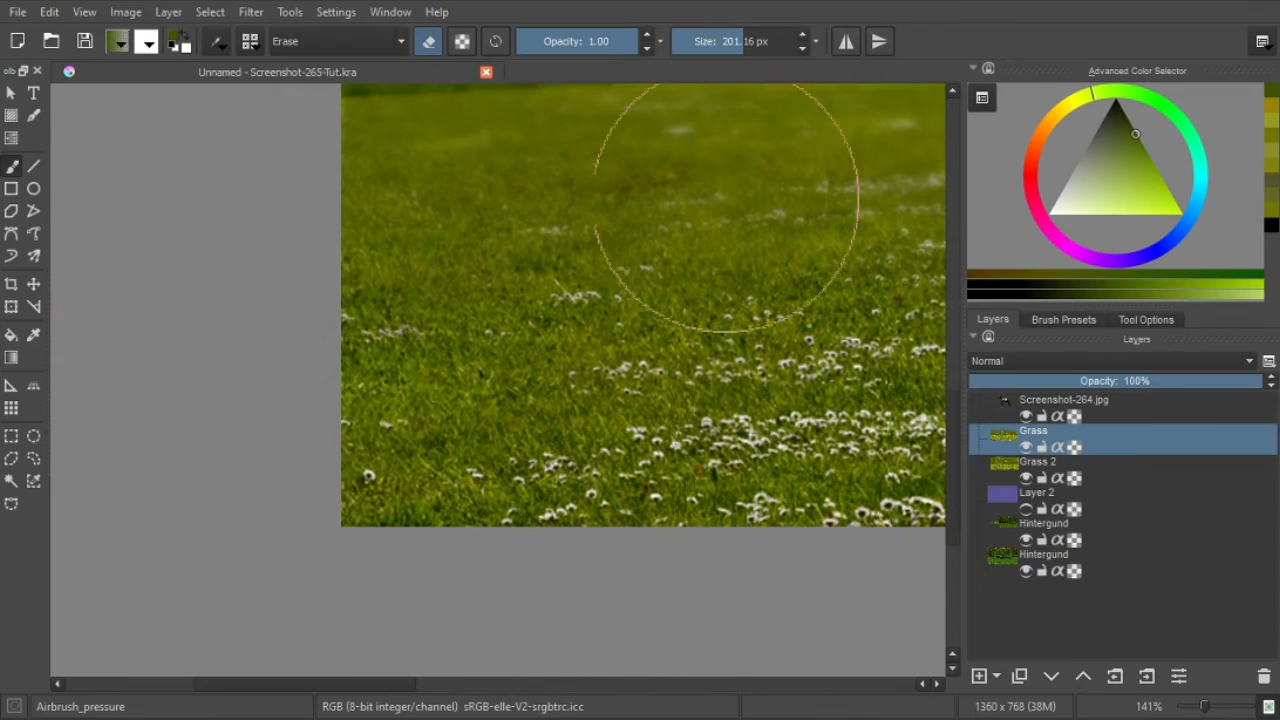 File Edit View Image Layer Select Filter Tools Settings Window Help
Erase Opacity: 1.00 Size: 201.16 px
Unnamed - Screenshot-265-Tut.kra
Advanced Color Selector
Layers Brush Presets Tool Options
Layers
Normal
Opacity: 100%
Screenshot-264.jpg
Grass
Grass 2
Layer 2
Hintergund
Hintergund
Airbrush_pressure RGB (8-bit integer/channel) sRGB-elle-V2-srgbtrc.icc 1360 x 768 (38M) 141%